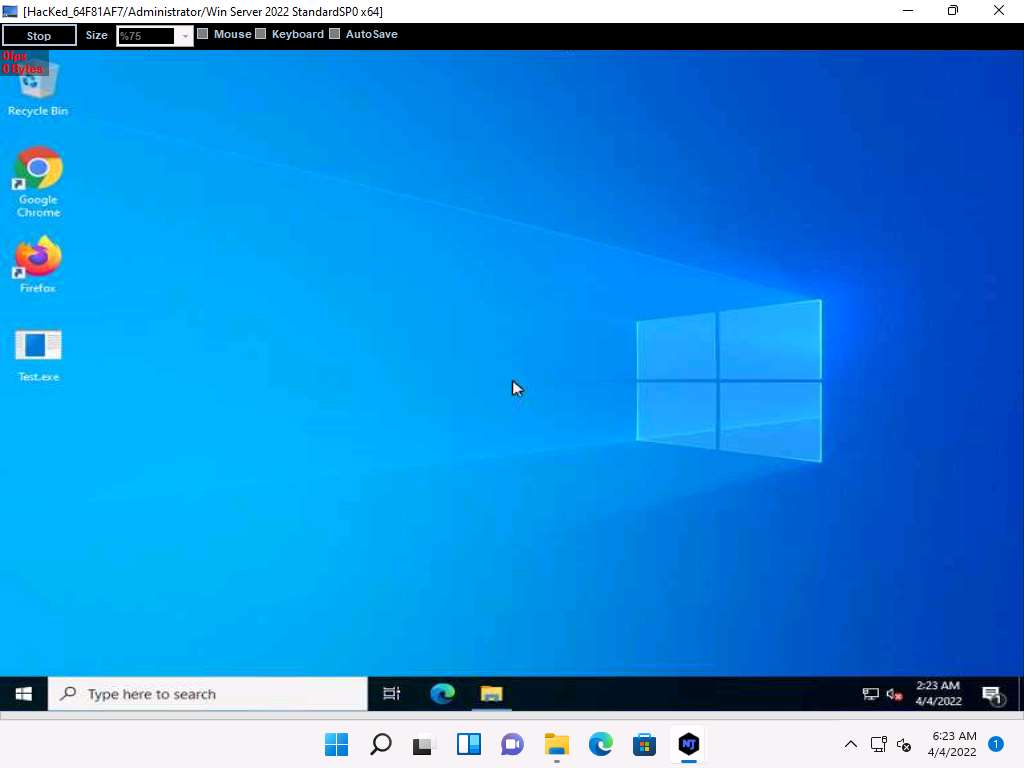 [HacKed_64F81AF7/Administrator/Win Server 2022 StandardSP0 x64]
Stop Size %75 Mouse Keyboard AutoSave
0fps
0 Bytes
Recycle Bin
Google
Chrome
Firefox
Test.exe
Type here to search
2:23 AM
4/4/2022
1
NJ
6:23 AM
4/4/2022
1